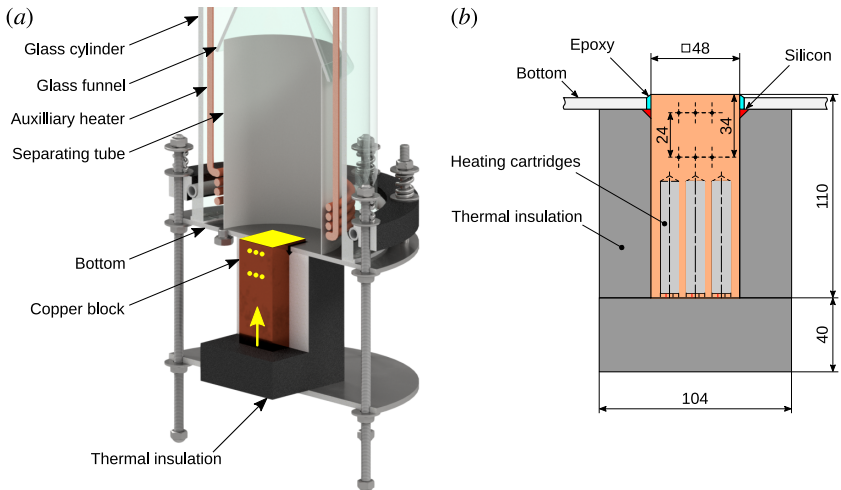 (a)
Glass cylinder
Glass funnel
Auxilliary heater
Separating tube
Bottom
Copper block
Thermal insulation
(b)
Epoxy
□48
Silicon
Bottom
24
34
Heating cartridges
Thermal insulation
110
40
104